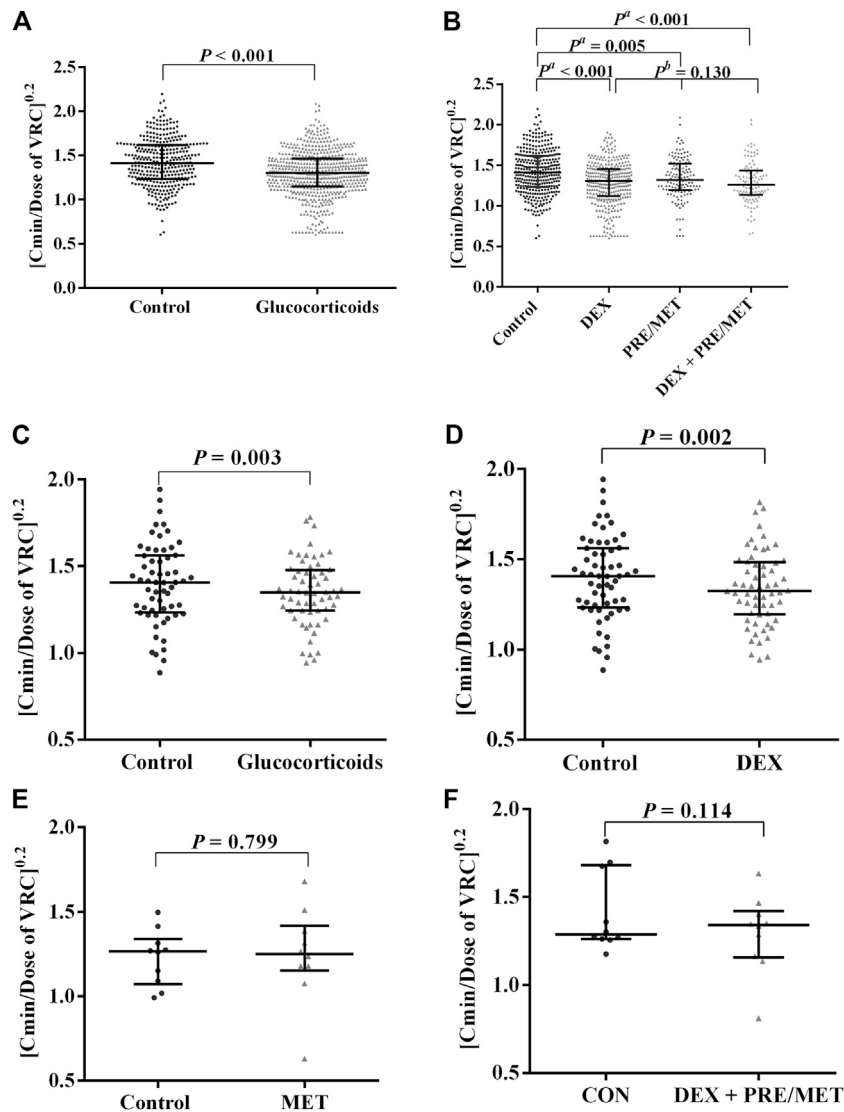 A
P < 0.001
[Cmin/Dose of VRC]^0.2
2.5
2.0
1.5
1.0
0.5
0.0
Control
Glucocorticoids
B
P^a < 0.001
P^a = 0.005
P^a < 0.001
P^b = 0.130
[Cmin/Dose of VRC]^0.2
2.5
2.0
1.5
1.0
0.5
0.0
Control
DEX
PRE/MET
DEX + PRE/MET
C
P = 0.003
[Cmin/Dose of VRC]^0.2
2.0
1.5
1.0
0.5
Control
Glucocorticoids
D
P = 0.002
[Cmin/Dose of VRC]^0.2
2.0
1.5
1.0
0.5
Control
DEX
E
P = 0.799
[Cmin/Dose of VRC]^0.2
2.0
1.5
1.0
0.5
Control
MET
F
P = 0.114
[Cmin/Dose of VRC]^0.2
2.0
1.5
1.0
0.5
CON
DEX + PRE/MET